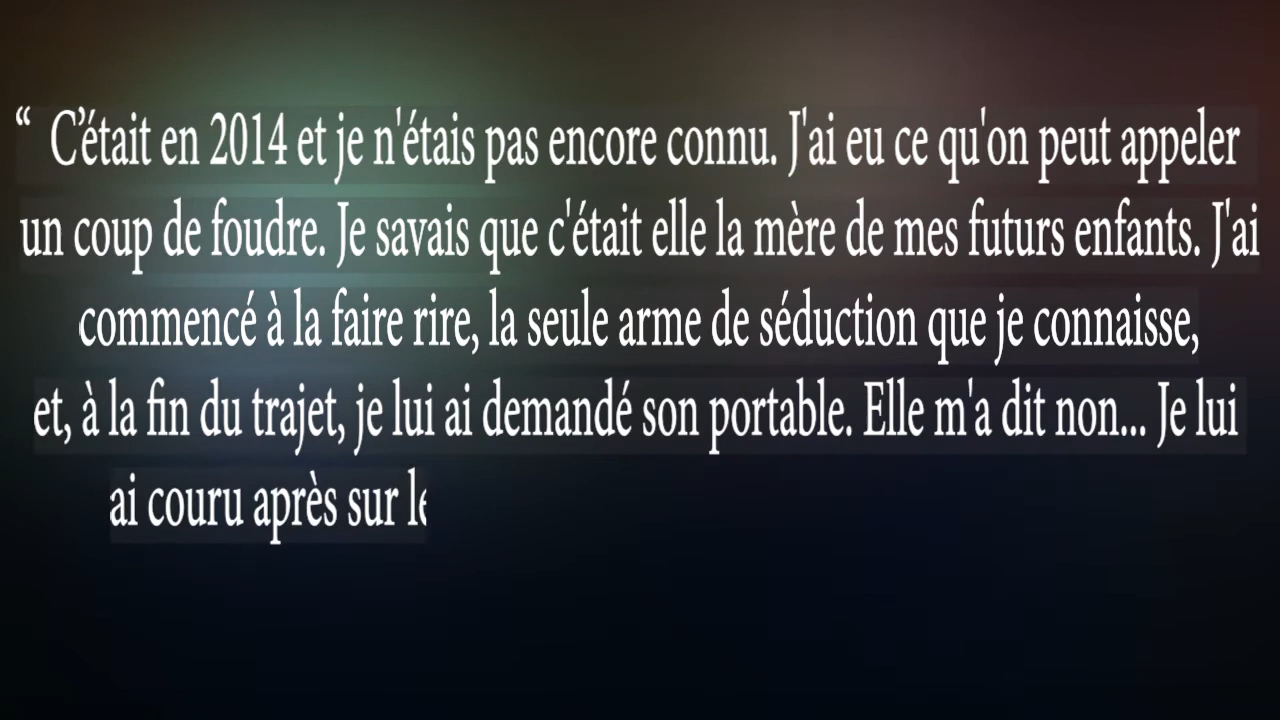 “ C’était en 2014 et je n'étais pas encore connu. J'ai eu ce qu'on peut appeler
un coup de foudre. Je savais que c'était elle la mère de mes futurs enfants. J'ai
commencé à la faire rire, la seule arme de séduction que je connaisse,
et, à la fin du trajet, je lui ai demandé son portable. Elle m'a dit non... Je lui
ai couru après sur